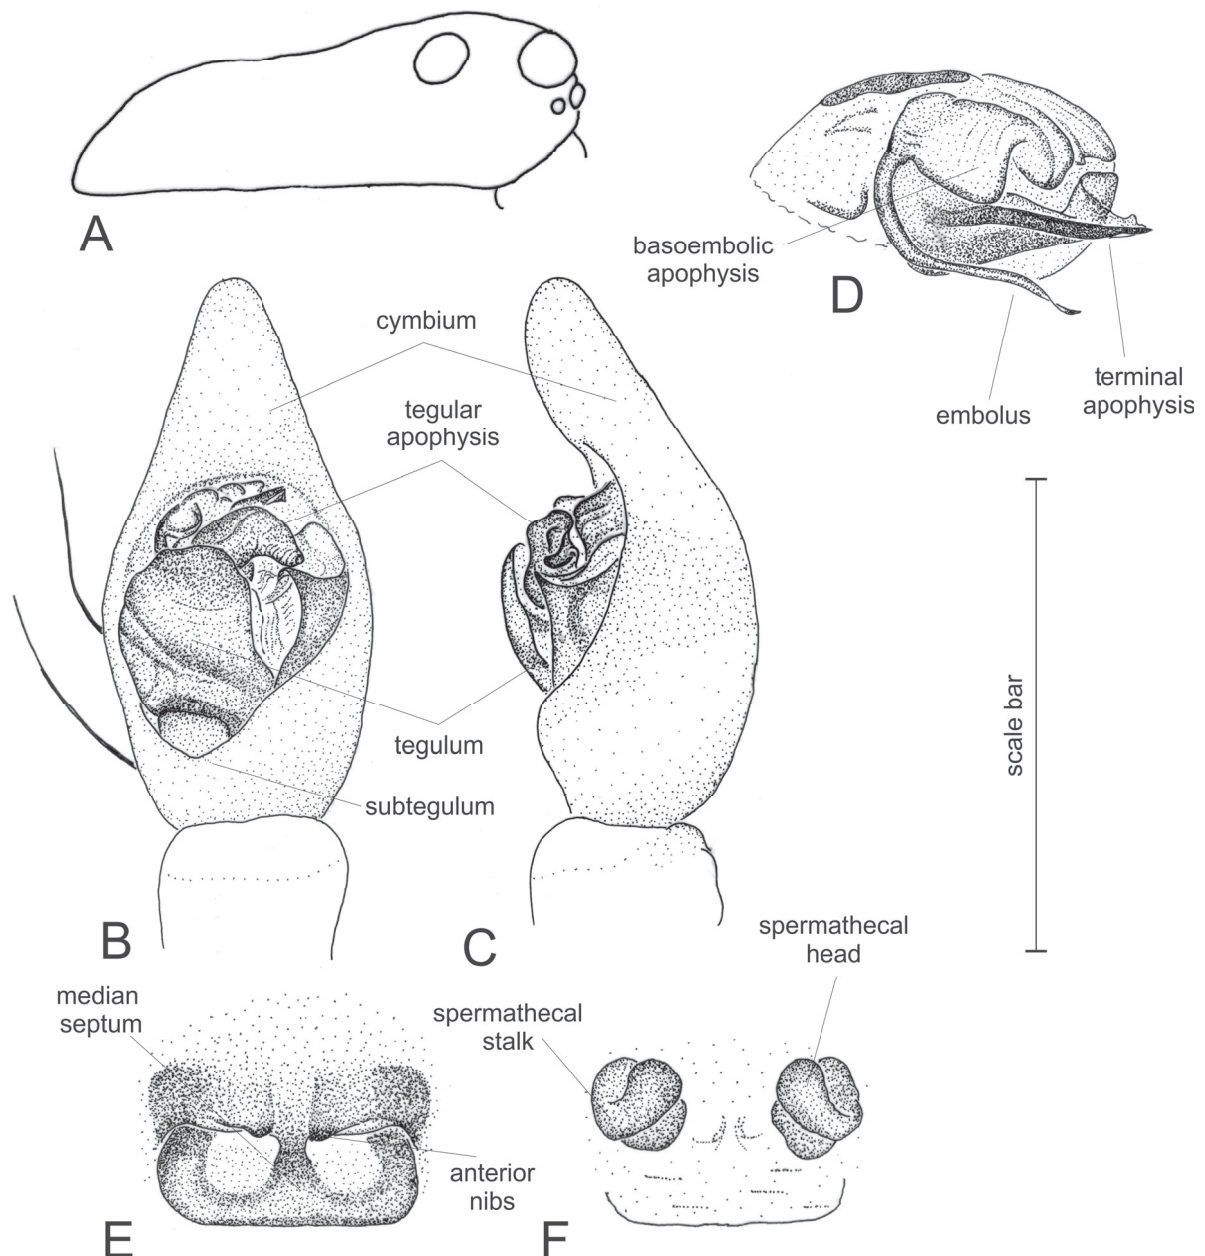 A
basoembolic
apophysis
D
cymbium
terminal
apophysis
tegular
apophysis
embolus
scale bar
tegulum
subtegulum
B
C
spermathecal
head
median
septum
spermathecal
stalk
anterior
nibs
E
F